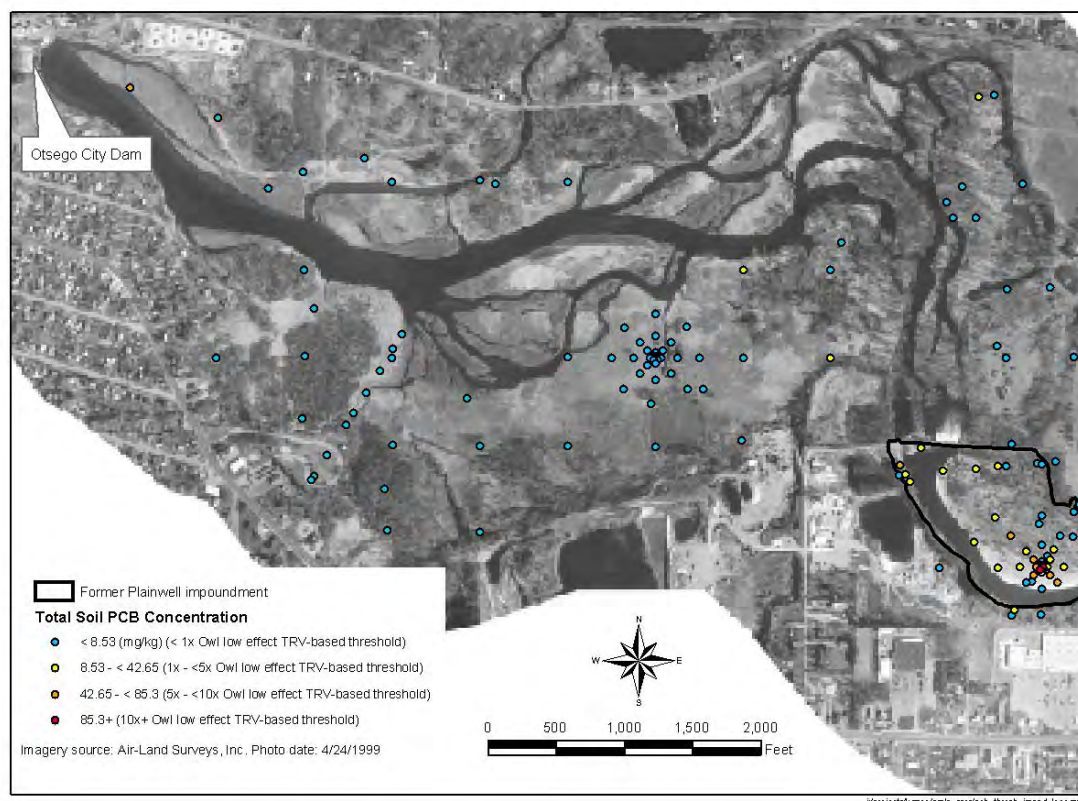 Otsego City Dam
Former Plainwell impoundment
Total Soil PCB Concentration
< 8.53 (mg/kg) (< 1x Owl low effect TRV-based threshold)
8.53 - < 42.65 (1x - <5x Owl low effect TRV-based threshold)
42.65 - < 85.3 (5x - <10x Owl low effect TRV-based threshold)
85.3+ (10x+ Owl low effect TRV-based threshold)
Imagery source: Air-Land Surveys, Inc. Photo date: 4/24/1999
N
W E
S
0 500 1,000 1,500 2,000
Feet